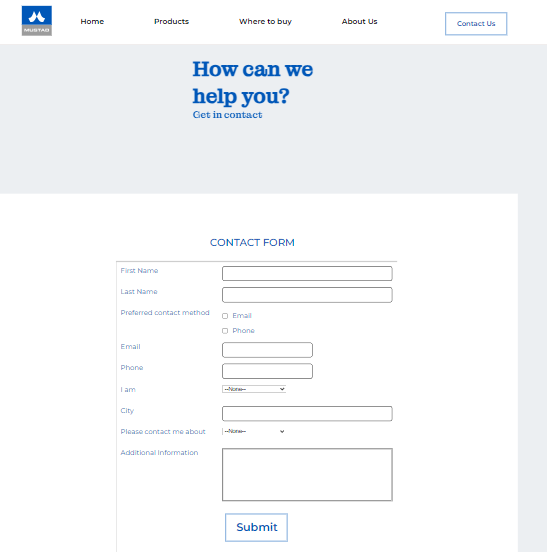 MUSTAD
Home
Products
Where to buy
About Us
Contact Us
How can we
help you?
Get in contact
CONTACT FORM
First Name
Last Name
Preferred contact method
Email
Phone
Email
Phone
I am
--None--
City
Please contact me about
--None--
Additional Information
Submit